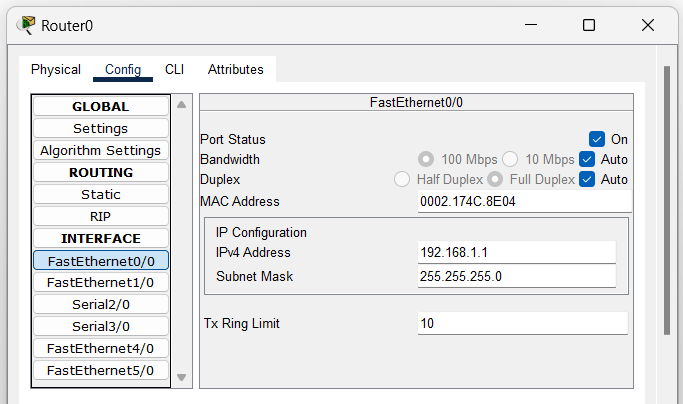 Router0
Physical Config CLI Attributes
GLOBAL
Settings
Algorithm Settings
ROUTING
Static
RIP
INTERFACE
FastEthernet0/0
FastEthernet1/0
Serial2/0
Serial3/0
FastEthernet4/0
FastEthernet5/0
FastEthernet0/0
Port Status On
Bandwidth 100 Mbps 10 Mbps Auto
Duplex Half Duplex Full Duplex Auto
MAC Address 0002.174C.8E04
IP Configuration
IPv4 Address 192.168.1.1
Subnet Mask 255.255.255.0
Tx Ring Limit 10